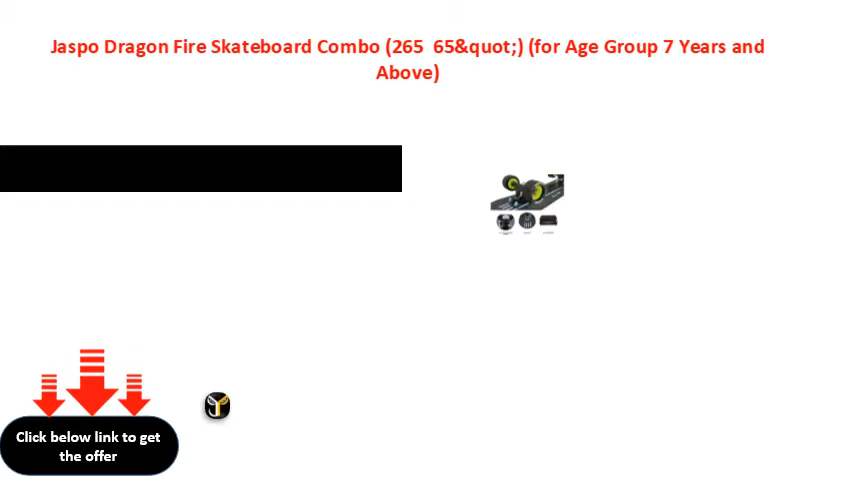 Jaspo Dragon Fire Skateboard Combo (265  65&quot;) (for Age Group 7 Years and
Above)
Click below link to get
the offer